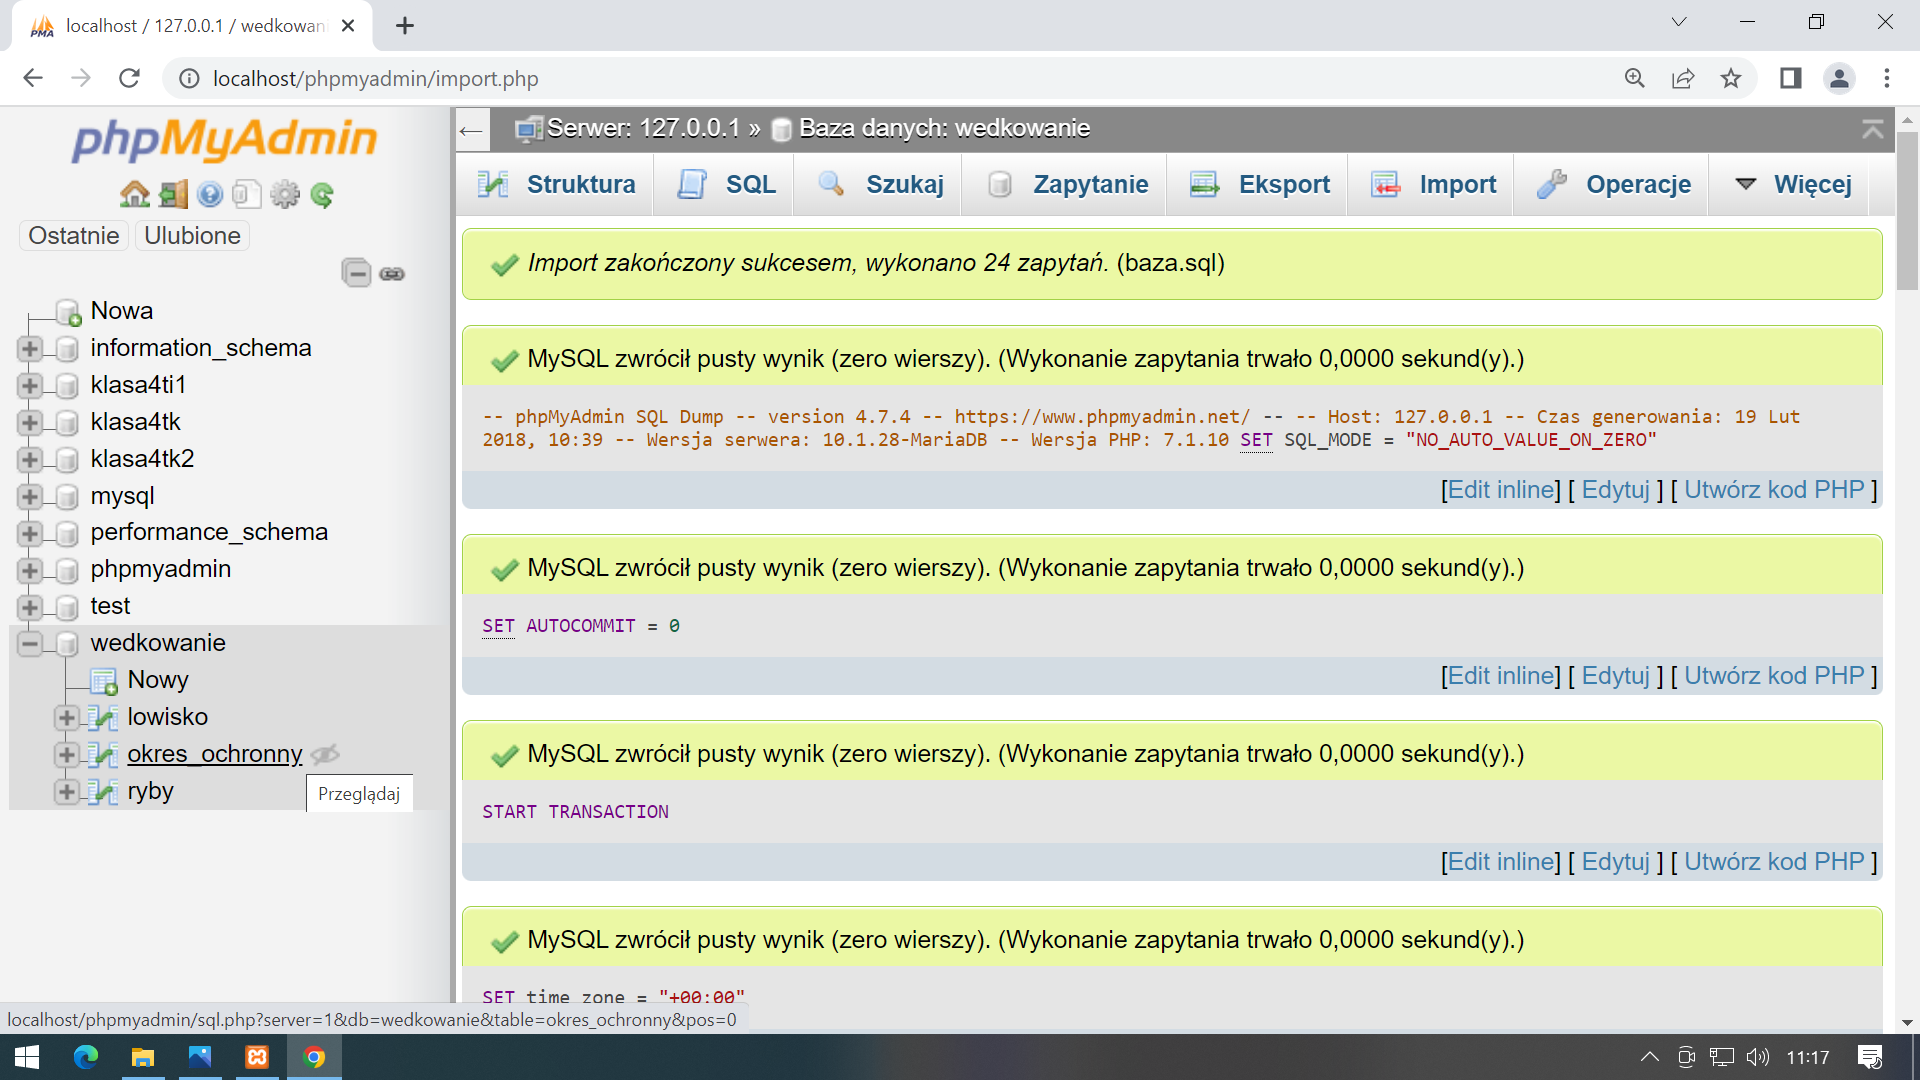 localhost / 127.0.0.1 / wedkowan
localhost/phpmyadmin/import.php
phpMyAdmin
Ostatnie Ulubione
Nowa
information_schema
klasa4ti1
klasa4tk
klasa4tk2
mysql
performance_schema
phpmyadmin
test
wedkowanie
Nowy
lowisko
okres_ochronny
ryby
Przeglądaj
Serwer: 127.0.0.1 » Baza danych: wedkowanie
Struktura SQL Szukaj Zapytanie Eksport Import Operacje Więcej
Import zakończony sukcesem, wykonano 24 zapytań. (baza.sql)
MySQL zwrócił pusty wynik (zero wierszy). (Wykonanie zapytania trwało 0,0000 sekund(y).)
-- phpMyAdmin SQL Dump -- version 4.7.4 -- https://www.phpmyadmin.net/ -- -- Host: 127.0.0.1 -- Czas generowania: 19 Lut
2018, 10:39 -- Wersja serwera: 10.1.28-MariaDB -- Wersja PHP: 7.1.10 SET SQL_MODE = "NO_AUTO_VALUE_ON_ZERO"
[Edit inline] [ Edytuj ] [ Utwórz kod PHP ]
MySQL zwrócił pusty wynik (zero wierszy). (Wykonanie zapytania trwało 0,0000 sekund(y).)
SET AUTOCOMMIT = 0
[Edit inline] [ Edytuj ] [ Utwórz kod PHP ]
MySQL zwrócił pusty wynik (zero wierszy). (Wykonanie zapytania trwało 0,0000 sekund(y).)
START TRANSACTION
[Edit inline] [ Edytuj ] [ Utwórz kod PHP ]
MySQL zwrócił pusty wynik (zero wierszy). (Wykonanie zapytania trwało 0,0000 sekund(y).)
SET time_zone = "+00:00"
localhost/phpmyadmin/sql.php?server=1&db=wedkowanie&table=okres_ochronny&pos=0
11:17